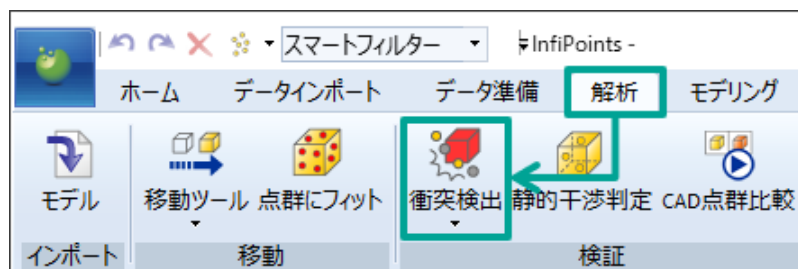 スマートフィルター InfiPoints -
ホーム データインポート データ準備 解析 モデリング
モデル 移動ツール 点群にフィット 衝突検出 静的干渉判定 CAD点群比較
インポート 移動 検証